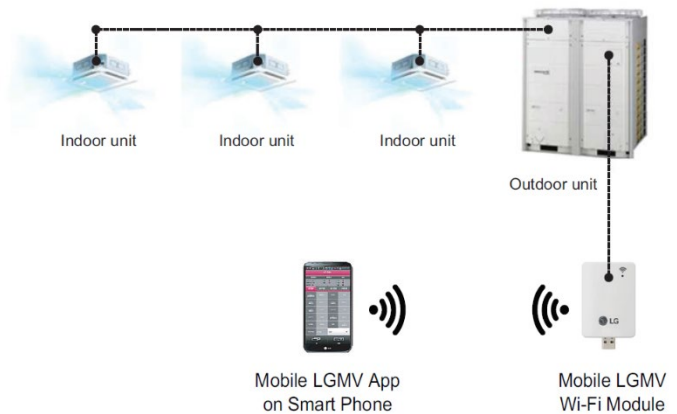 Indoor unit
Indoor unit
Indoor unit
Outdoor unit
LG
Mobile LGMV App
on Smart Phone
Mobile LGMV
Wi-Fi Module